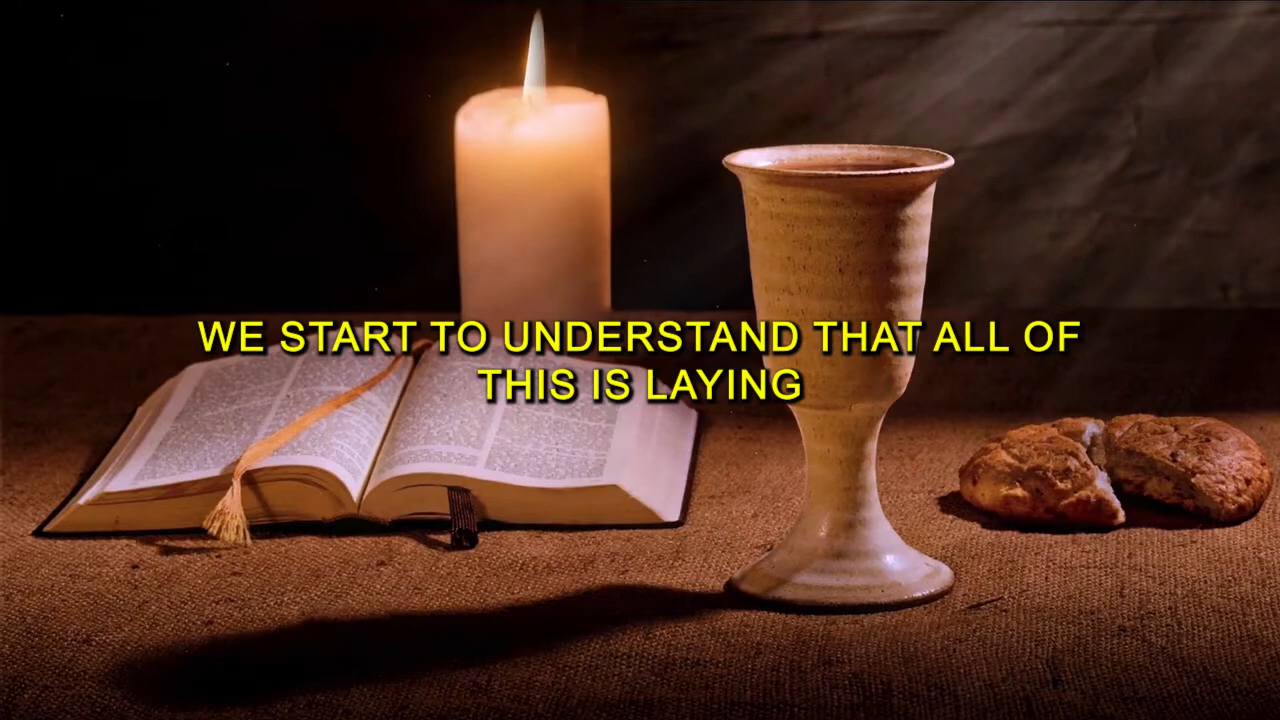 WE START TO UNDERSTAND THAT ALL OF
THIS IS LAYING